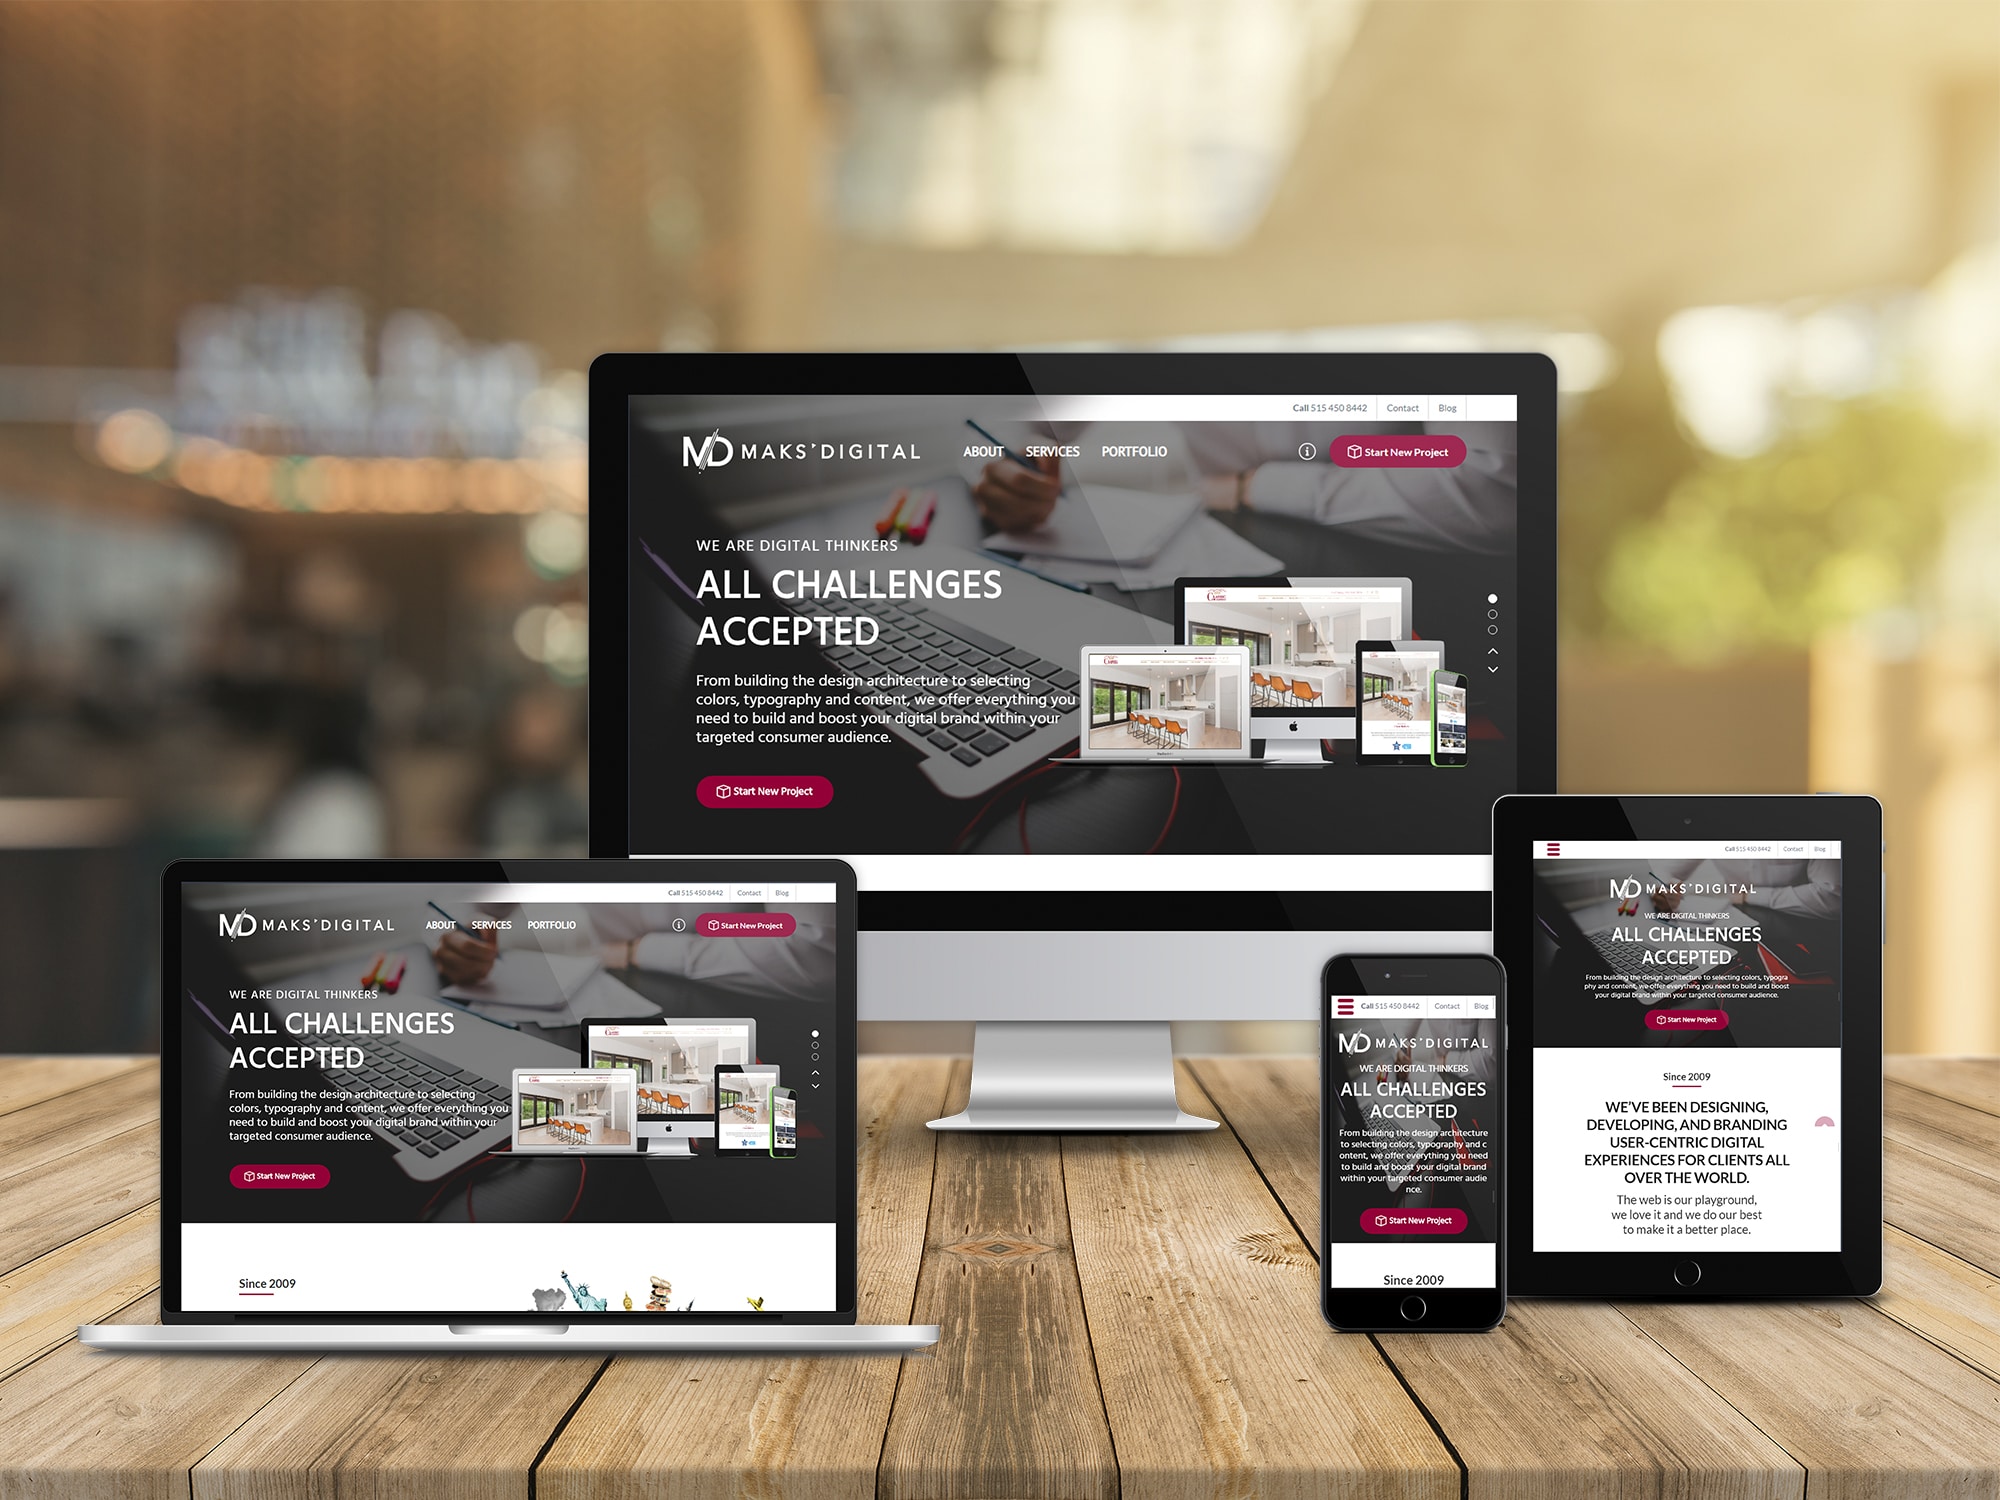 Call 515 450 8442 Contact Blog
MD MAKS'DIGITAL ABOUT SERVICES PORTFOLIO Start New Project
WE ARE DIGITAL THINKERS
ALL CHALLENGES
ACCEPTED
From building the design architecture to selecting
colors, typography and content, we offer everything you
need to build and boost your digital brand within your
targeted consumer audience.
Start New Project
Call 515 450 8442 Contact Blog
MD MAKS'DIGITAL ABOUT SERVICES PORTFOLIO Start New Project
WE ARE DIGITAL THINKERS
ALL CHALLENGES
ACCEPTED
From building the design architecture to selecting
colors, typography and content, we offer everything you
need to build and boost your digital brand within your
targeted consumer audience.
Start New Project
Since 2009
Call 515 450 8442 Contact Blog
MD MAKS'DIGITAL
WE ARE DIGITAL THINKERS
ALL CHALLENGES
ACCEPTED
From building the design architecture
to selecting colors, typography and c
ontent, we offer everything you need
to build and boost your digital brand
within your targeted consumer audie
nce.
Start New Project
Since 2009
Call 515 450 8442 Contact Blog
MD MAKS'DIGITAL
WE ARE DIGITAL THINKERS
ALL CHALLENGES
ACCEPTED
From building the design architecture to selecting colors, typogra
phy and content, we offer everything you need to build and boost
your digital brand within your targeted consumer audience.
Start New Project
Since 2009
WE'VE BEEN DESIGNING,
DEVELOPING, AND BRANDING
USER-CENTRIC DIGITAL
EXPERIENCES FOR CLIENTS ALL
OVER THE WORLD.
The web is our playground,
we love it and we do our best
to make it a better place.